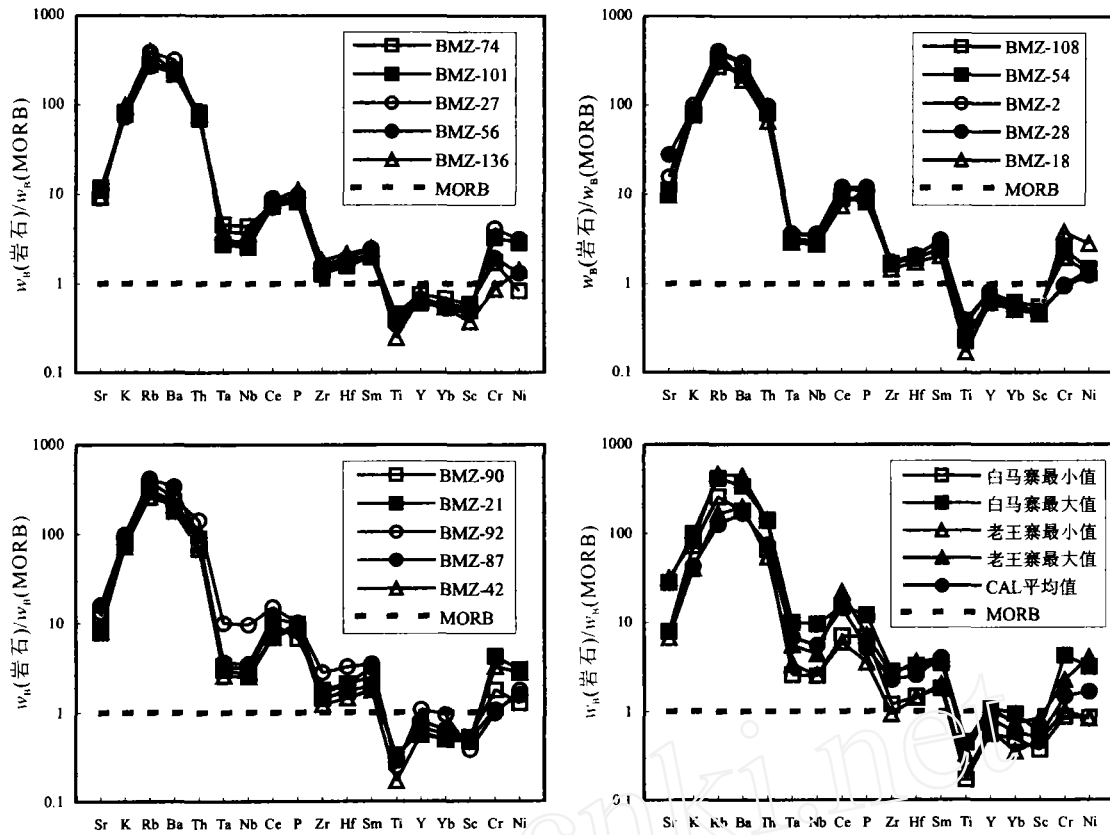 1000
100
10
1
0.1
w_B(岩石)/w_B(MORB)
BMZ-74
BMZ-101
BMZ-27
BMZ-56
BMZ-136
MORB
Sr K Rb Ba Th Ta Nb Ce P Zr Hf Sm Ti Y Yb Sc Cr Ni
1000
100
10
1
0.1
w_B(岩石)/w_B(MORB)
BMZ-108
BMZ-54
BMZ-2
BMZ-28
BMZ-18
MORB
Sr K Rb Ba Th Ta Nb Ce P Zr Hf Sm Ti Y Yb Sc Cr Ni
1000
100
10
1
0.1
w_B(岩石)/w_B(MORB)
BMZ-90
BMZ-21
BMZ-92
BMZ-87
BMZ-42
MORB
Sr K Rb Ba Th Ta Nb Ce P Zr Hf Sm Ti Y Yb Sc Cr Ni
1000
100
10
1
0.1
w_B(岩石)/w_B(MORB)
白马寨最小值
白马寨最大值
老王寨最小值
老王寨最大值
CAL平均值
MORB
Sr K Rb Ba Th Ta Nb Ce P Zr Hf Sm Ti Y Yb Sc Cr Ni